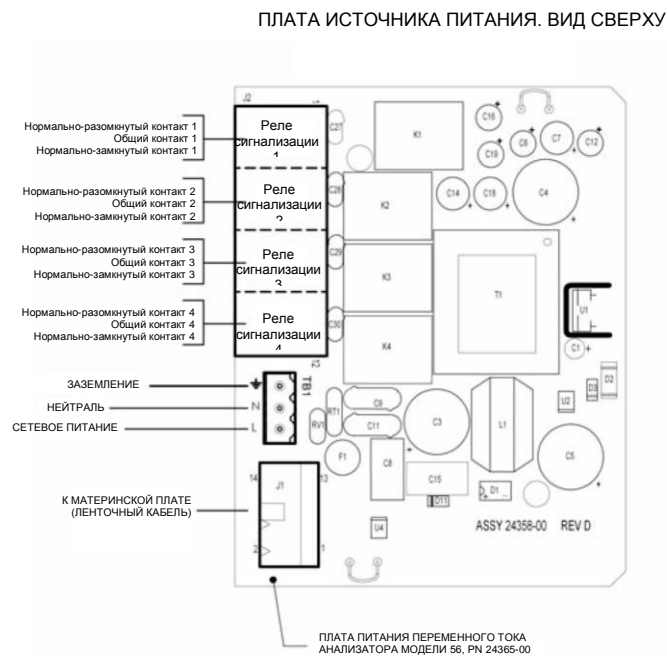 ПЛАТА ИСТОЧНИКА ПИТАНИЯ. ВИД СВЕРХУ
J2
Нормально-разомкнутый контакт 1
Общий контакт 1
Нормально-замкнутый контакт 1
Реле
сигнализации
1
Нормально-разомкнутый контакт 2
Общий контакт 2
Нормально-замкнутый контакт 2
Реле
сигнализации
2
Нормально-разомкнутый контакт 3
Общий контакт 3
Нормально-замкнутый контакт 3
Реле
сигнализации
3
Нормально-разомкнутый контакт 4
Общий контакт 4
Нормально-замкнутый контакт 4
Реле
сигнализации
4
12
C27
C28
C29
C30
K1
K2
K3
K4
C16
C19
C6
C7
C12
C14
C18
C4
T1
U1
C1
ЗАЗЕМЛЕНИЕ
НЕЙТРАЛЬ
N
СЕТЕВОЕ ПИТАНИЕ
L
TB1
RV1
RT1
C9
C11
C3
L1
U2
D3
D2
C5
F1
C8
C15
D11
D1
U4
К МАТЕРИНСКОЙ ПЛАТЕ
(ЛЕНТОЧНЫЙ КАБЕЛЬ)
14
J1
13
2
1
ASSY 24358-00 REV D
ПЛАТА ПИТАНИЯ ПЕРЕМЕННОГО ТОКА
АНАЛИЗАТОРА МОДЕЛИ 56, PN 24365-00